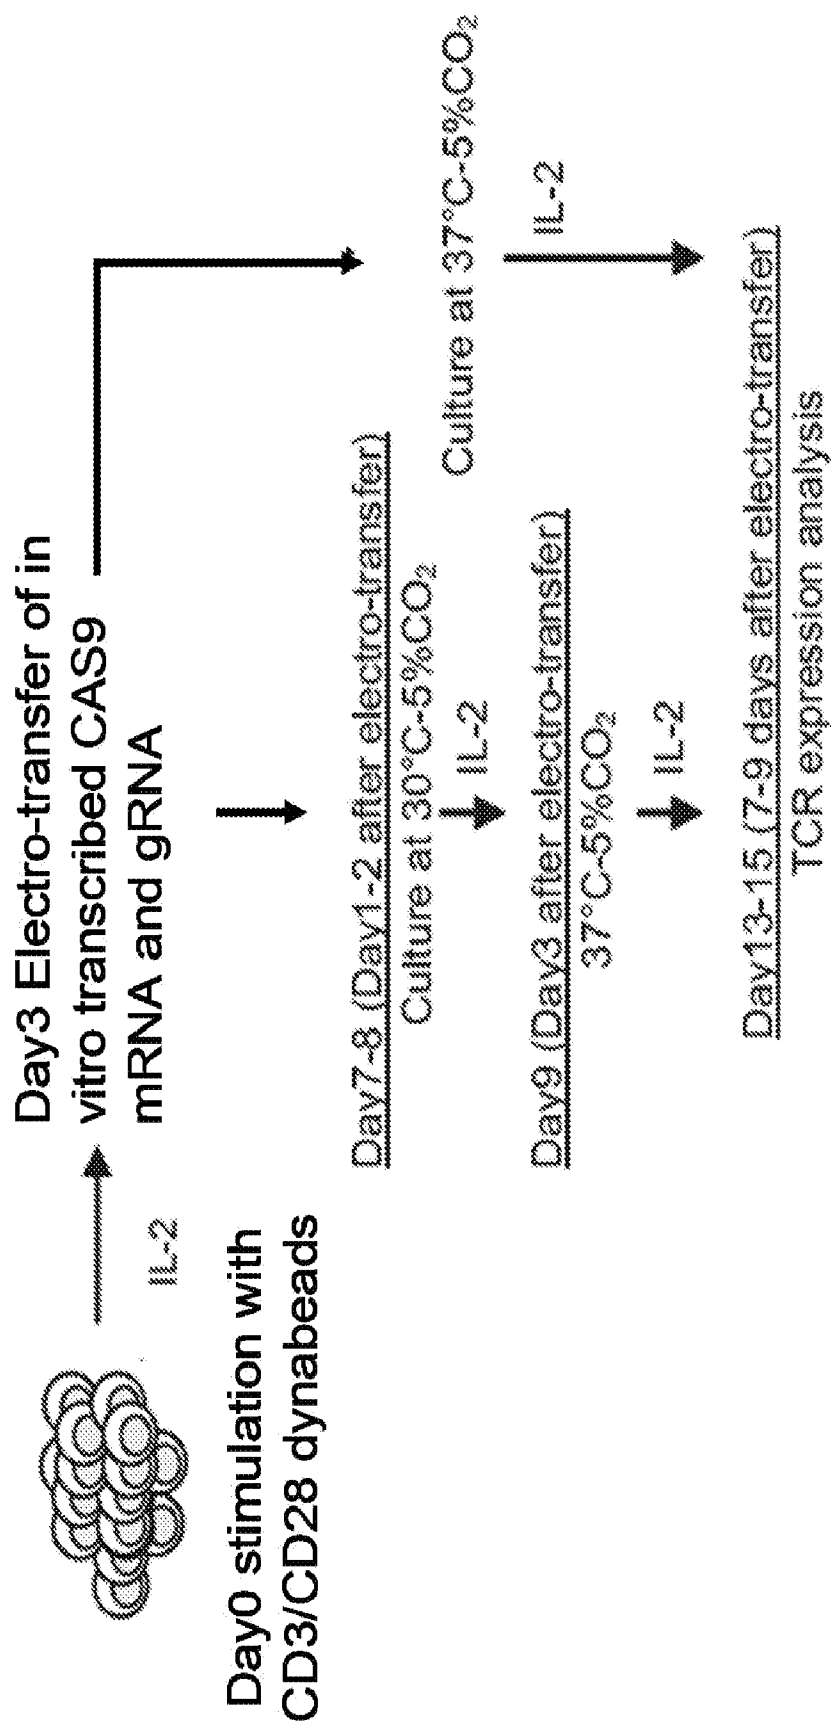 Day0 stimulation with
CD3/CD28 dynabeads
IL-2
Day3 Electro-transfer of in
vitro transcribed CAS9
mRNA and gRNA
Day7-8 (Day1-2 after electro-transfer)
Culture at 30°C-5%CO₂
IL-2
Day9 (Day3 after electro-transfer)
37°C-5%CO₂
IL-2
Culture at 37°C-5%CO₂
IL-2
Day13-15 (7-9 days after electro-transfer)
TCR expression analysis